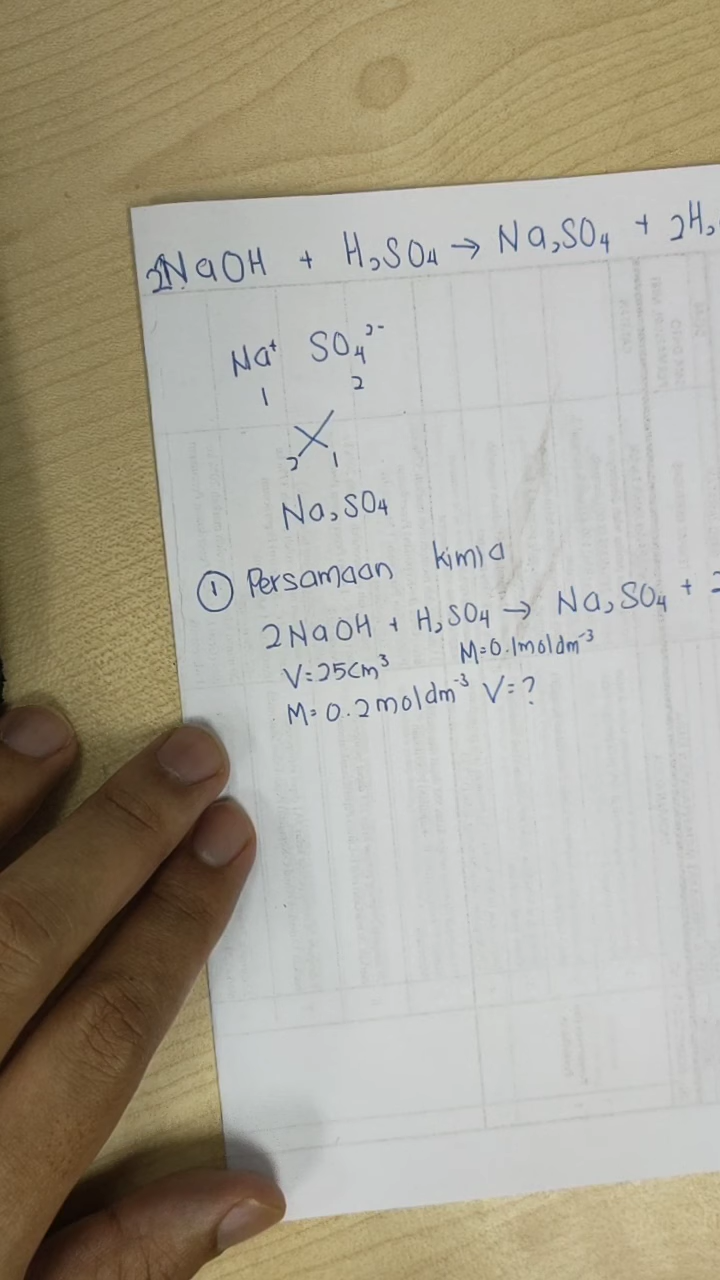 2NaOH + H₂SO₄ → Na₂SO₄ + 2H₂
Na⁺ SO₄²⁻
1 2
2 1
Na₂SO₄
① Persamaan kimia
2NaOH + H₂SO₄ → Na₂SO₄ + 2
V=25cm³ M=0.1moldm⁻³
M=0.2moldm⁻³ V=?